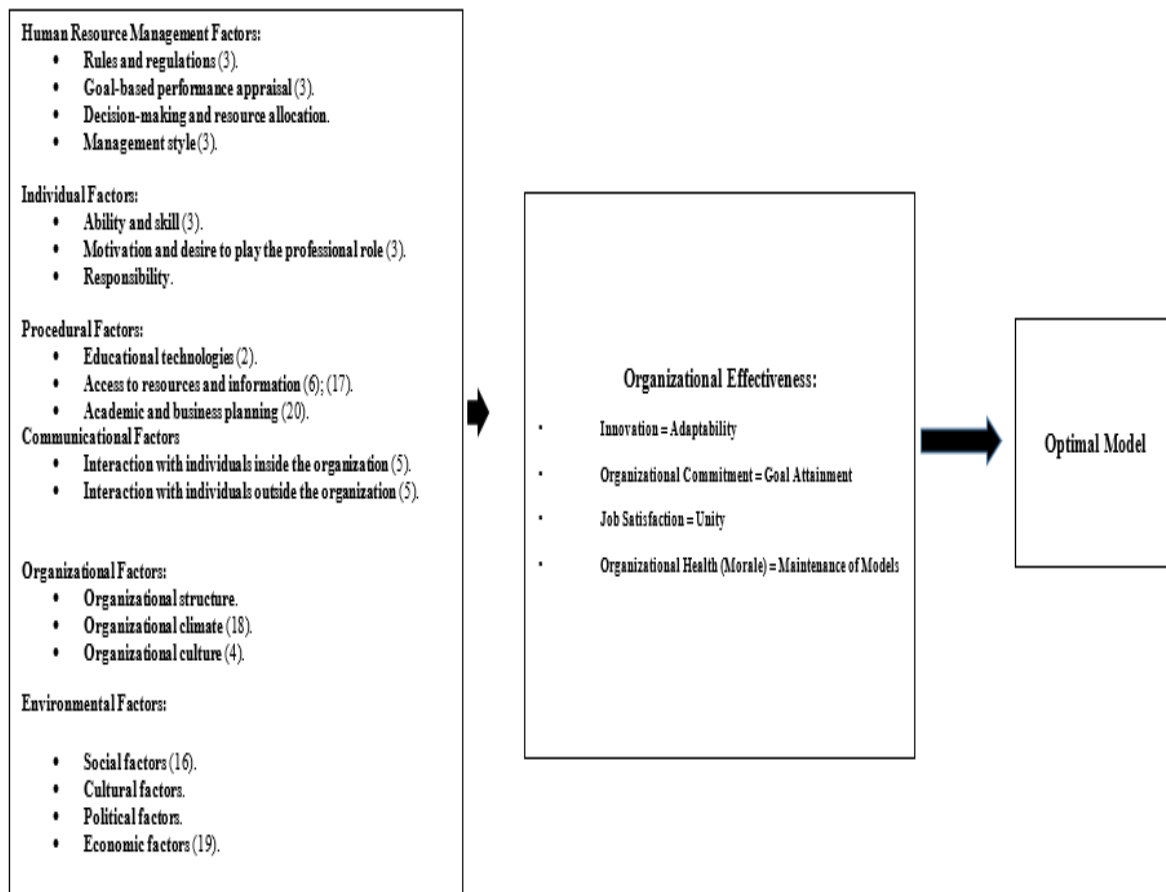 Human Resource Management Factors:
• Rules and regulations (3).
• Goal-based performance appraisal (3).
• Decision-making and resource allocation.
• Management style (3).
Individual Factors:
• Ability and skill (3).
• Motivation and desire to play the professional role (3).
• Responsibility.
Procedural Factors:
• Educational technologies (2).
• Access to resources and information (6); (17).
• Academic and business planning (20).
Communicational Factors
• Interaction with individuals inside the organization (5).
• Interaction with individuals outside the organization (5).
Organizational Factors:
• Organizational structure.
• Organizational climate (18).
• Organizational culture (4).
Environmental Factors:
• Social factors (16).
• Cultural factors.
• Political factors.
• Economic factors (19).
Organizational Effectiveness:
· Innovation = Adaptability
· Organizational Commitment = Goal Attainment
· Job Satisfaction = Unity
· Organizational Health (Morale) = Maintenance of Models
Optimal Model